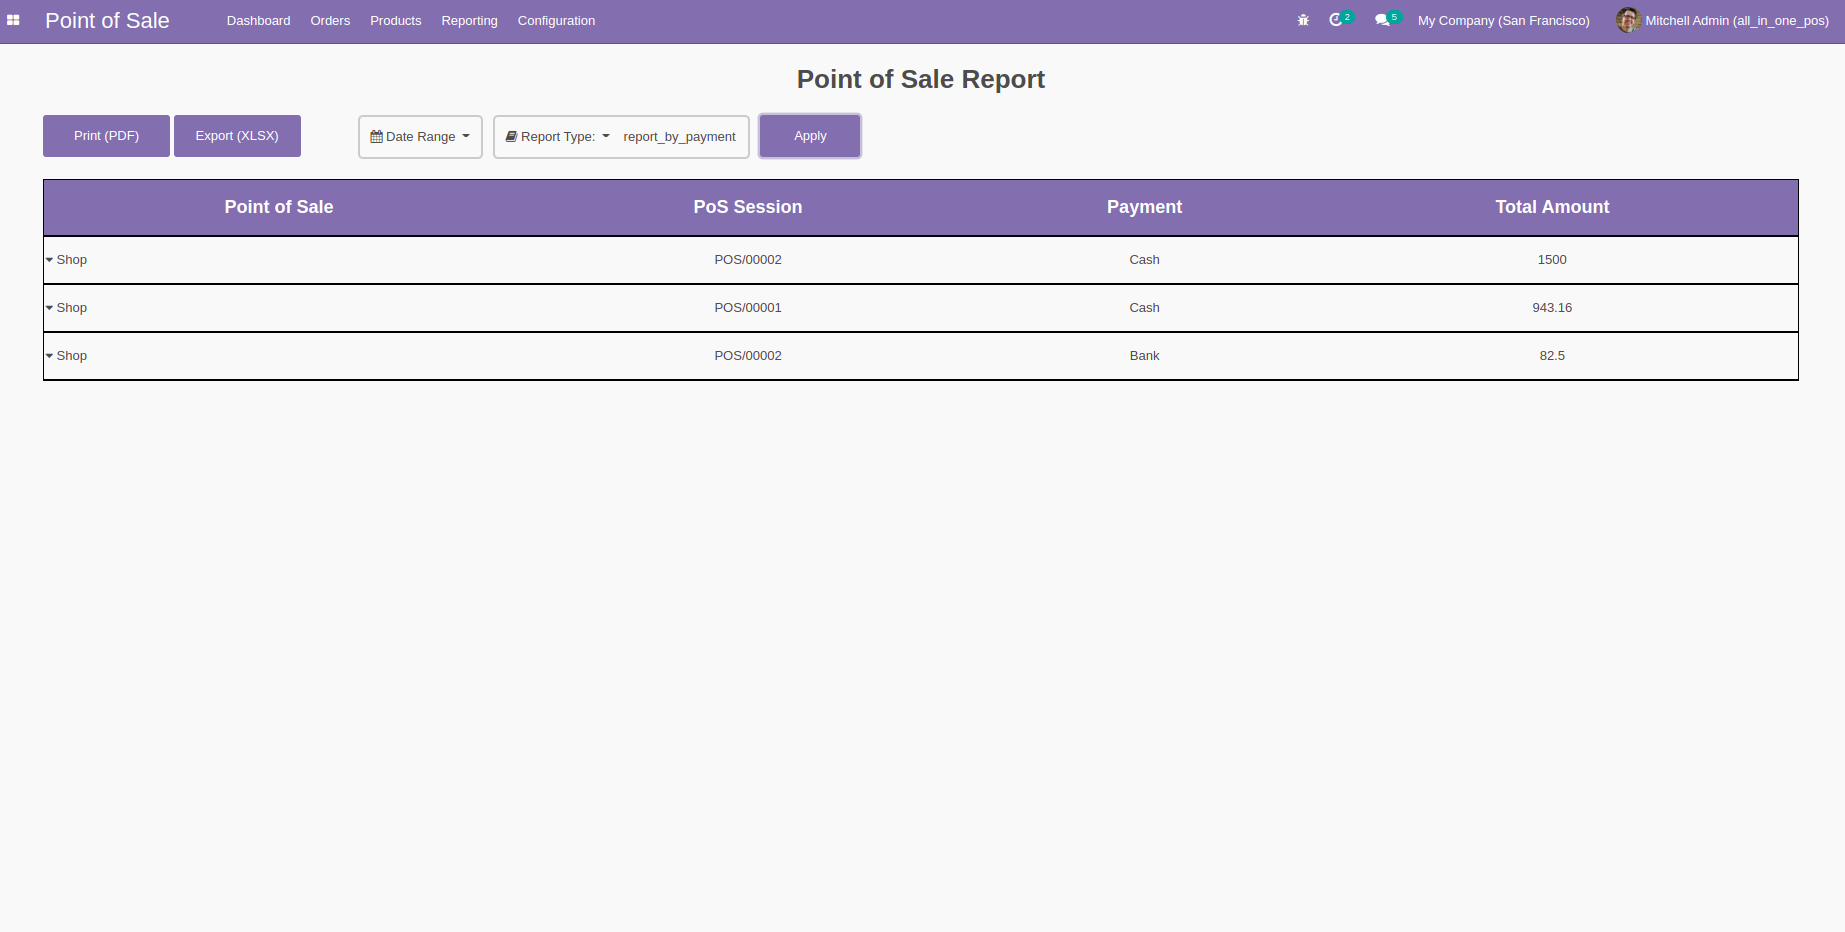 Point of Sale Dashboard Orders Products Reporting Configuration 2 5 My Company (San Francisco) Mitchell Admin (all_in_one_pos)
Point of Sale Report
Print (PDF) Export (XLSX) Date Range Report Type: report_by_payment Apply
Point of Sale PoS Session Payment Total Amount
Shop POS/00002 Cash 1500
Shop POS/00001 Cash 943.16
Shop POS/00002 Bank 82.5